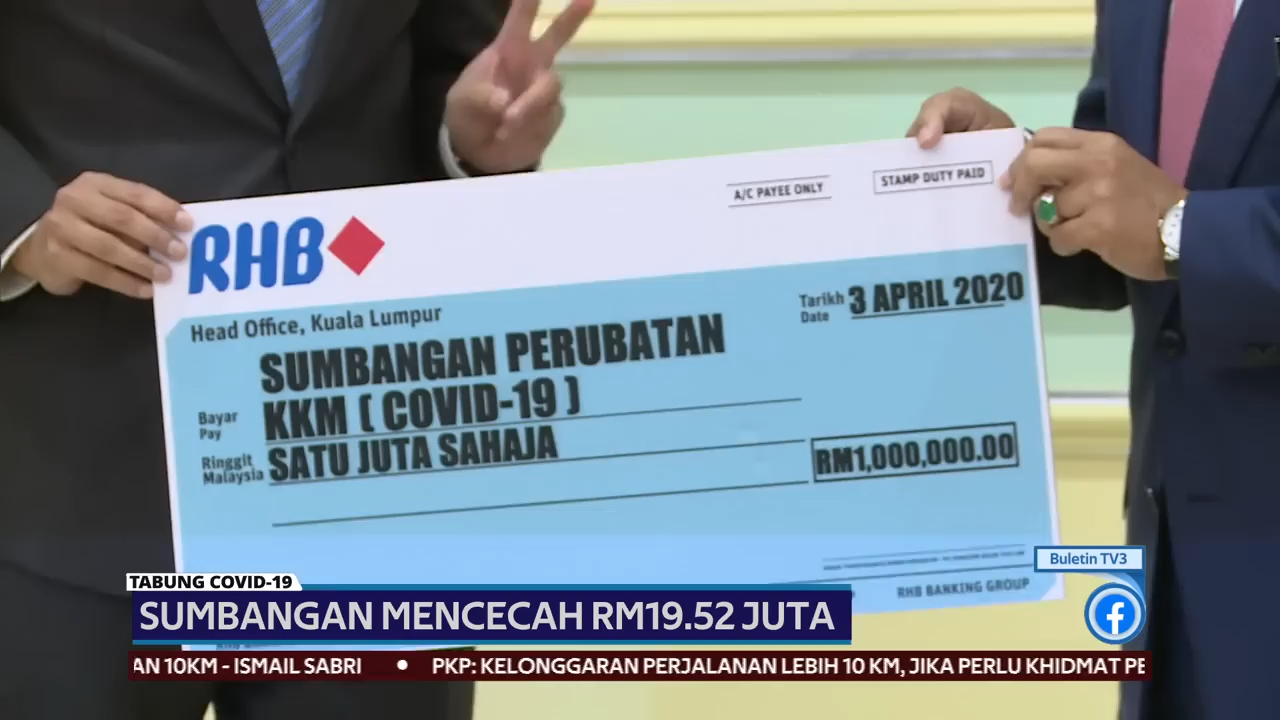 A/C PAYEE ONLY
STAMP DUTY PAID
RHB
Head Office, Kuala Lumpur
Tarikh
Date
3 APRIL 2020
SUMBANGAN PERUBATAN
Bayar
Pay
KKM ( COVID-19 )
Ringgit
Malaysia
SATU JUTA SAHAJA
RM1,000,000.00
RHB BANKING GROUP
Buletin TV3
TABUNG COVID-19
SUMBANGAN MENCECAH RM19.52 JUTA
AN 10KM - ISMAIL SABRI • PKP: KELONGGARAN PERJALANAN LEBIH 10 KM, JIKA PERLU KHIDMAT PE